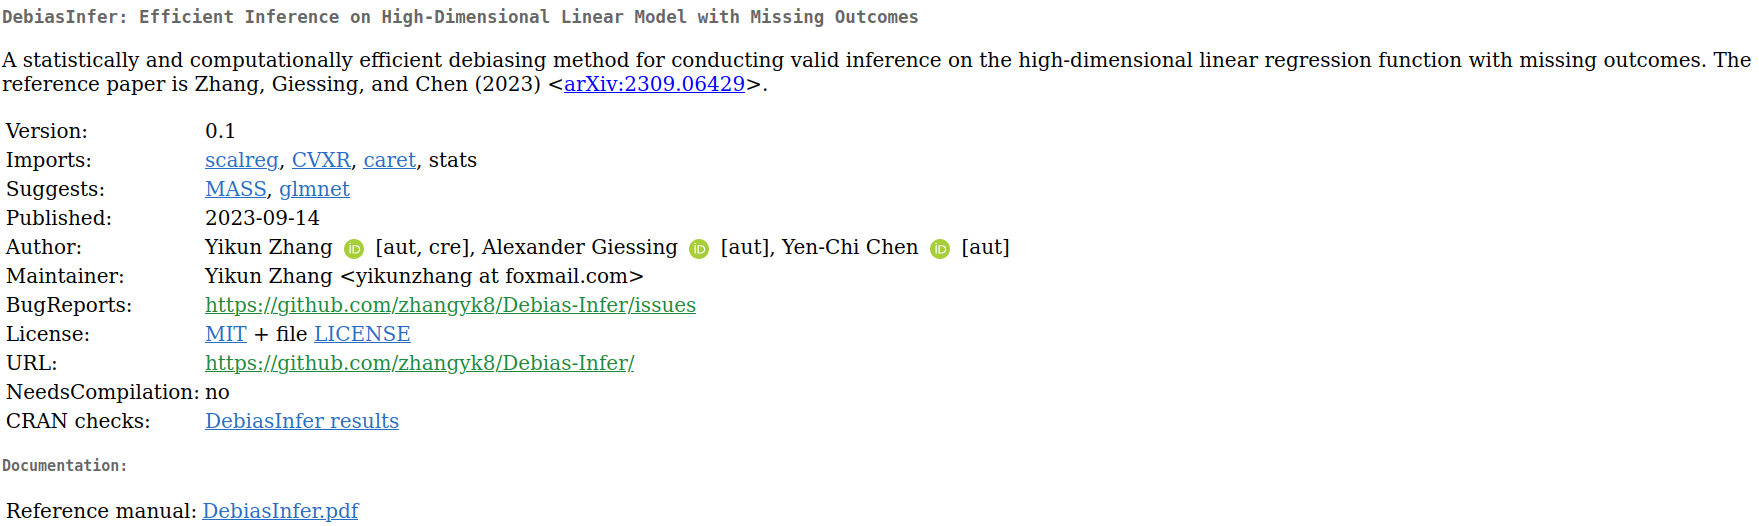 DebiasInfer: Efficient Inference on High-Dimensional Linear Model with Missing Outcomes
A statistically and computationally efficient debiasing method for conducting valid inference on the high-dimensional linear regression function with missing outcomes. The
reference paper is Zhang, Giessing, and Chen (2023) <arXiv:2309.06429>.
Version: 0.1
Imports: scalreg, CVXR, caret, stats
Suggests: MASS, glmnet
Published: 2023-09-14
Author: Yikun Zhang iD [aut, cre], Alexander Giessing iD [aut], Yen-Chi Chen iD [aut]
Maintainer: Yikun Zhang <yikunzhang at foxmail.com>
BugReports: https://github.com/zhangyk8/Debias-Infer/issues
License: MIT + file LICENSE
URL: https://github.com/zhangyk8/Debias-Infer/
NeedsCompilation: no
CRAN checks: DebiasInfer results
Documentation:
Reference manual: DebiasInfer.pdf